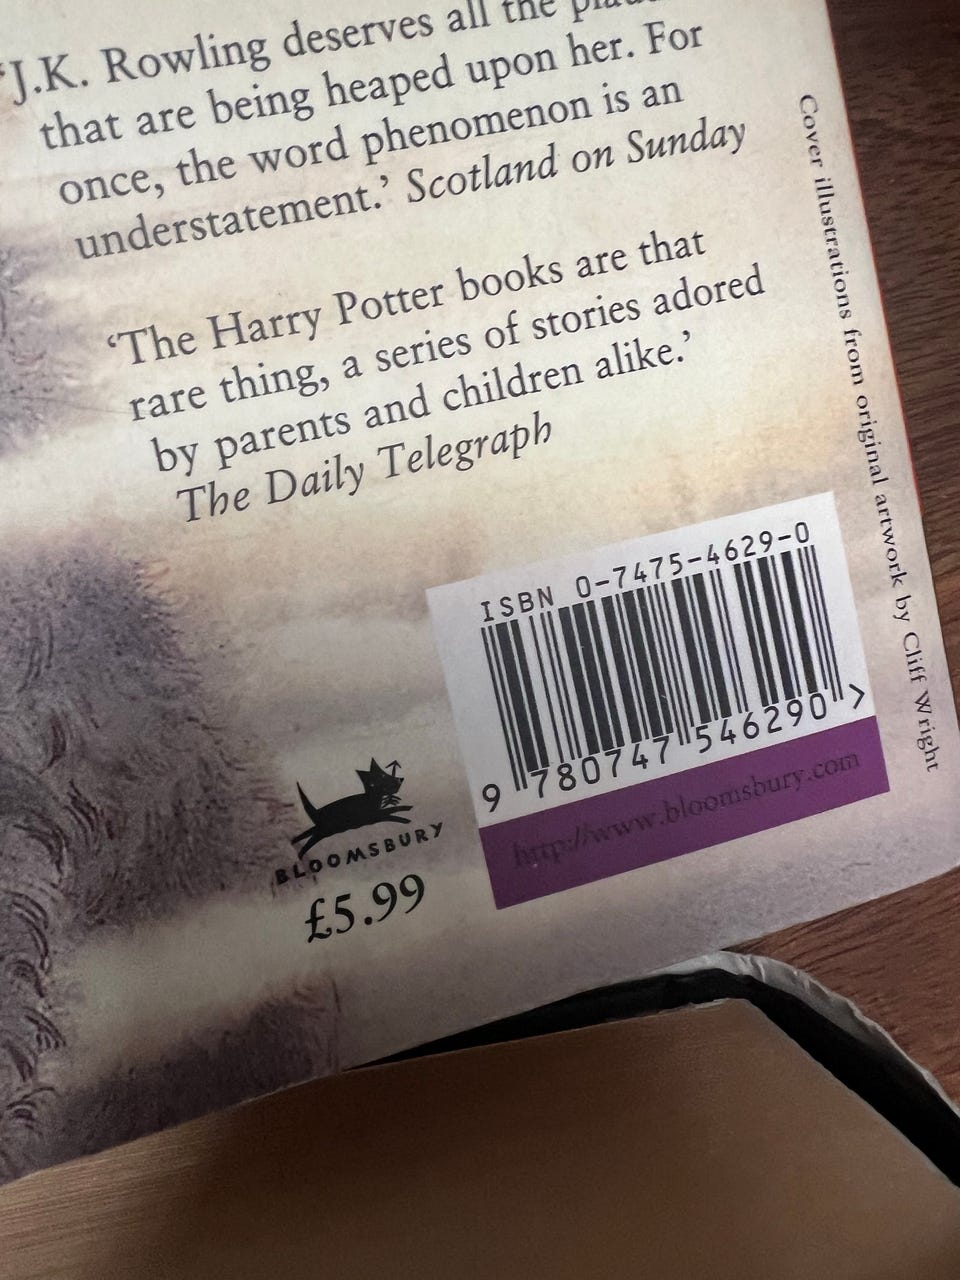 ‘J.K. Rowling deserves all the
that are being heaped upon her. For
once, the word phenomenon is an
understatement.’ Scotland on Sunday
‘The Harry Potter books are that
rare thing, a series of stories adored
by parents and children alike.’
The Daily Telegraph
Cover illustrations from original artwork by Cliff Wright
ISBN 0-7475-4629-0
9 780747 546290 >
http://www.bloomsbury.com
BLOOMSBURY
£5.99